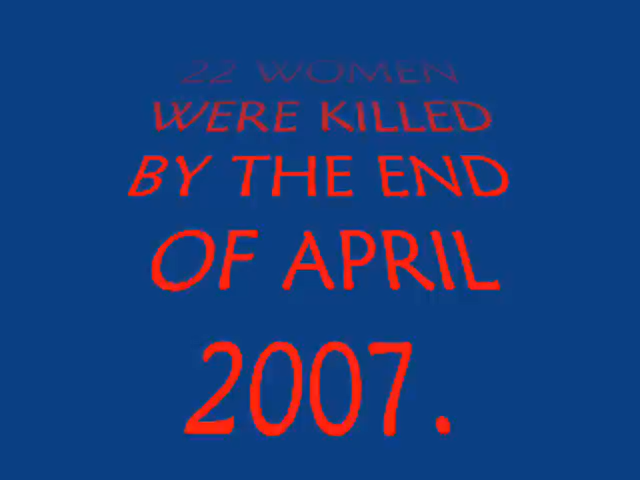 22 WOMEN
WERE KILLED
BY THE END
OF APRIL
2007.